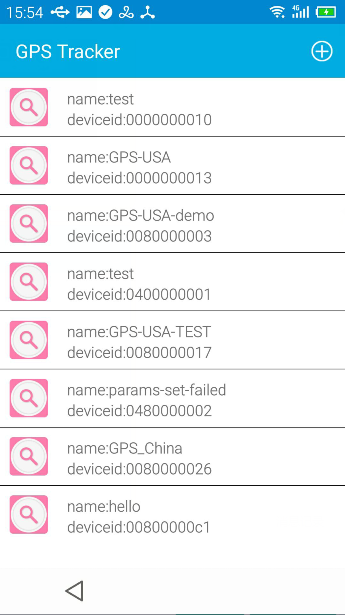 15:54
4G
GPS Tracker
name:test
deviceid:0000000010
name:GPS-USA
deviceid:0000000013
name:GPS-USA-demo
deviceid:0080000003
name:test
deviceid:0400000001
name:GPS-USA-TEST
deviceid:0080000017
name:params-set-failed
deviceid:0480000002
name:GPS_China
deviceid:0080000026
name:hello
deviceid:00800000c1